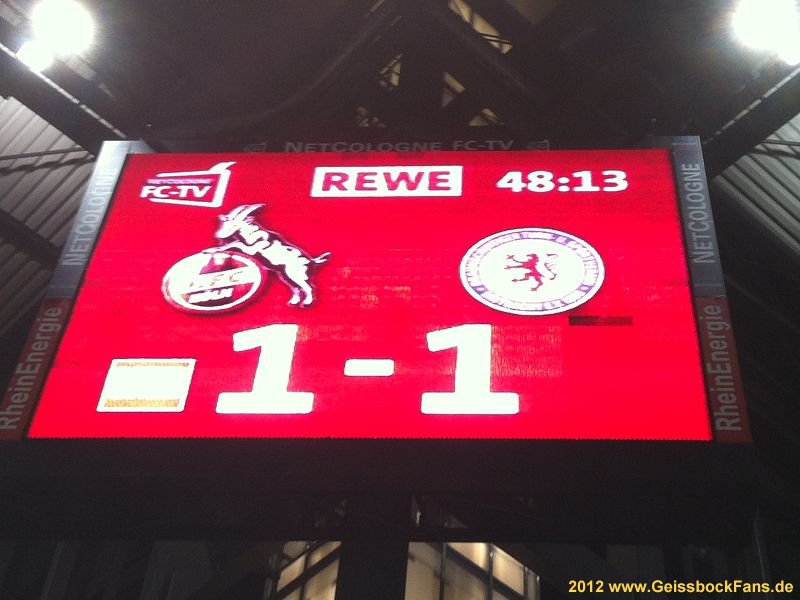 NETCOLOGNE FC-TV
FC-TV
REWE
48:13
NETCOLOGNE
NETCOLOGNE
1 - 1
RheinEnergie
RheinEnergie
2012 www.GeissbockFans.de